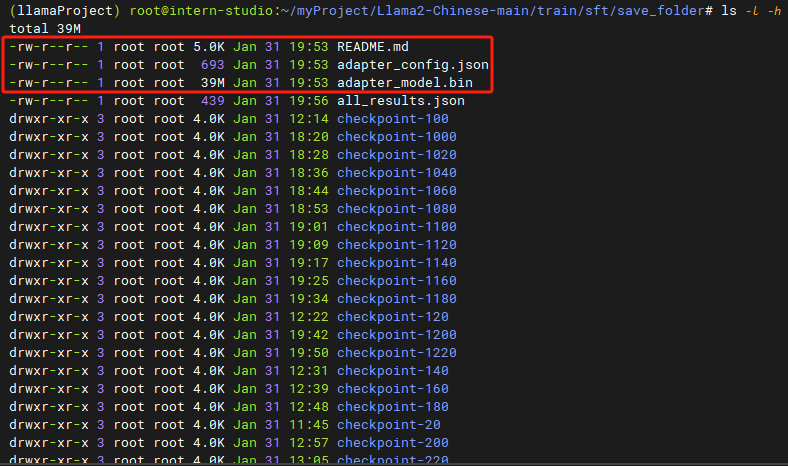 (llamaProject) root@intern-studio:~/myProject/Llama2-Chinese-main/train/sft/save_folder# ls -l -h
total 39M
-rw-r--r-- 1 root root 5.0K Jan 31 19:53 README.md
-rw-r--r-- 1 root root  693 Jan 31 19:53 adapter_config.json
-rw-r--r-- 1 root root  39M Jan 31 19:53 adapter_model.bin
-rw-r--r-- 1 root root  439 Jan 31 19:56 all_results.json
drwxr-xr-x 3 root root 4.0K Jan 31 12:14 checkpoint-100
drwxr-xr-x 3 root root 4.0K Jan 31 18:20 checkpoint-1000
drwxr-xr-x 3 root root 4.0K Jan 31 18:28 checkpoint-1020
drwxr-xr-x 3 root root 4.0K Jan 31 18:36 checkpoint-1040
drwxr-xr-x 3 root root 4.0K Jan 31 18:44 checkpoint-1060
drwxr-xr-x 3 root root 4.0K Jan 31 18:53 checkpoint-1080
drwxr-xr-x 3 root root 4.0K Jan 31 19:01 checkpoint-1100
drwxr-xr-x 3 root root 4.0K Jan 31 19:09 checkpoint-1120
drwxr-xr-x 3 root root 4.0K Jan 31 19:17 checkpoint-1140
drwxr-xr-x 3 root root 4.0K Jan 31 19:25 checkpoint-1160
drwxr-xr-x 3 root root 4.0K Jan 31 19:34 checkpoint-1180
drwxr-xr-x 3 root root 4.0K Jan 31 12:22 checkpoint-120
drwxr-xr-x 3 root root 4.0K Jan 31 19:42 checkpoint-1200
drwxr-xr-x 3 root root 4.0K Jan 31 19:50 checkpoint-1220
drwxr-xr-x 3 root root 4.0K Jan 31 12:31 checkpoint-140
drwxr-xr-x 3 root root 4.0K Jan 31 12:39 checkpoint-160
drwxr-xr-x 3 root root 4.0K Jan 31 12:48 checkpoint-180
drwxr-xr-x 3 root root 4.0K Jan 31 11:45 checkpoint-20
drwxr-xr-x 3 root root 4.0K Jan 31 12:57 checkpoint-200
drwxr-xr-x 3 root root 4.0K Jan 31 13:05 checkpoint-220